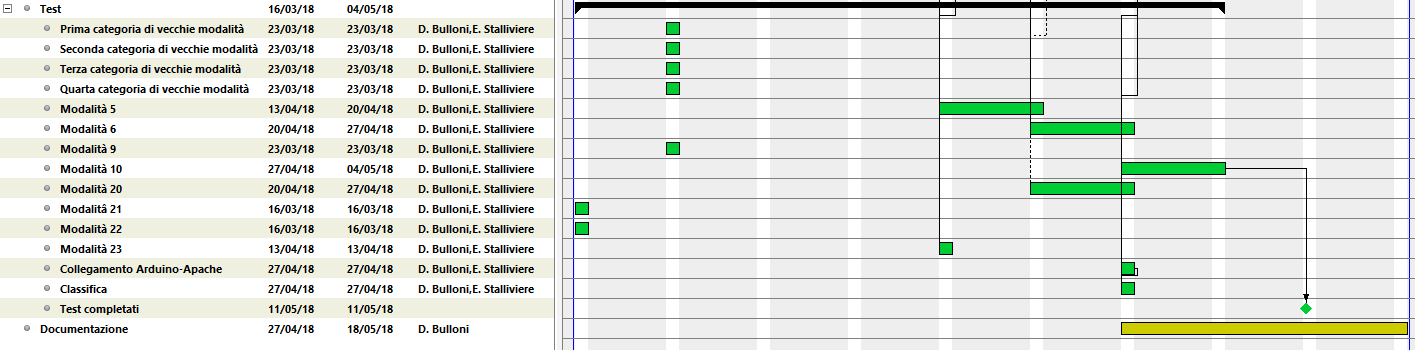 Test 16/03/18 04/05/18
Prima categoria di vecchie modalità 23/03/18 23/03/18 D. Bulloni,E. Stalliviere
Seconda categoria di vecchie modalità 23/03/18 23/03/18 D. Bulloni,E. Stalliviere
Terza categoria di vecchie modalità 23/03/18 23/03/18 D. Bulloni,E. Stalliviere
Quarta categoria di vecchie modalità 23/03/18 23/03/18 D. Bulloni,E. Stalliviere
Modalità 5 13/04/18 20/04/18 D. Bulloni,E. Stalliviere
Modalità 6 20/04/18 27/04/18 D. Bulloni,E. Stalliviere
Modalità 9 23/03/18 23/03/18 D. Bulloni,E. Stalliviere
Modalità 10 27/04/18 04/05/18 D. Bulloni,E. Stalliviere
Modalità 20 20/04/18 27/04/18 D. Bulloni,E. Stalliviere
Modalità 21 16/03/18 16/03/18 D. Bulloni,E. Stalliviere
Modalità 22 16/03/18 16/03/18 D. Bulloni,E. Stalliviere
Modalità 23 13/04/18 13/04/18 D. Bulloni,E. Stalliviere
Collegamento Arduino-Apache 27/04/18 27/04/18 D. Bulloni,E. Stalliviere
Classifica 27/04/18 27/04/18 D. Bulloni,E. Stalliviere
Test completati 11/05/18 11/05/18
Documentazione 27/04/18 18/05/18 D. Bulloni